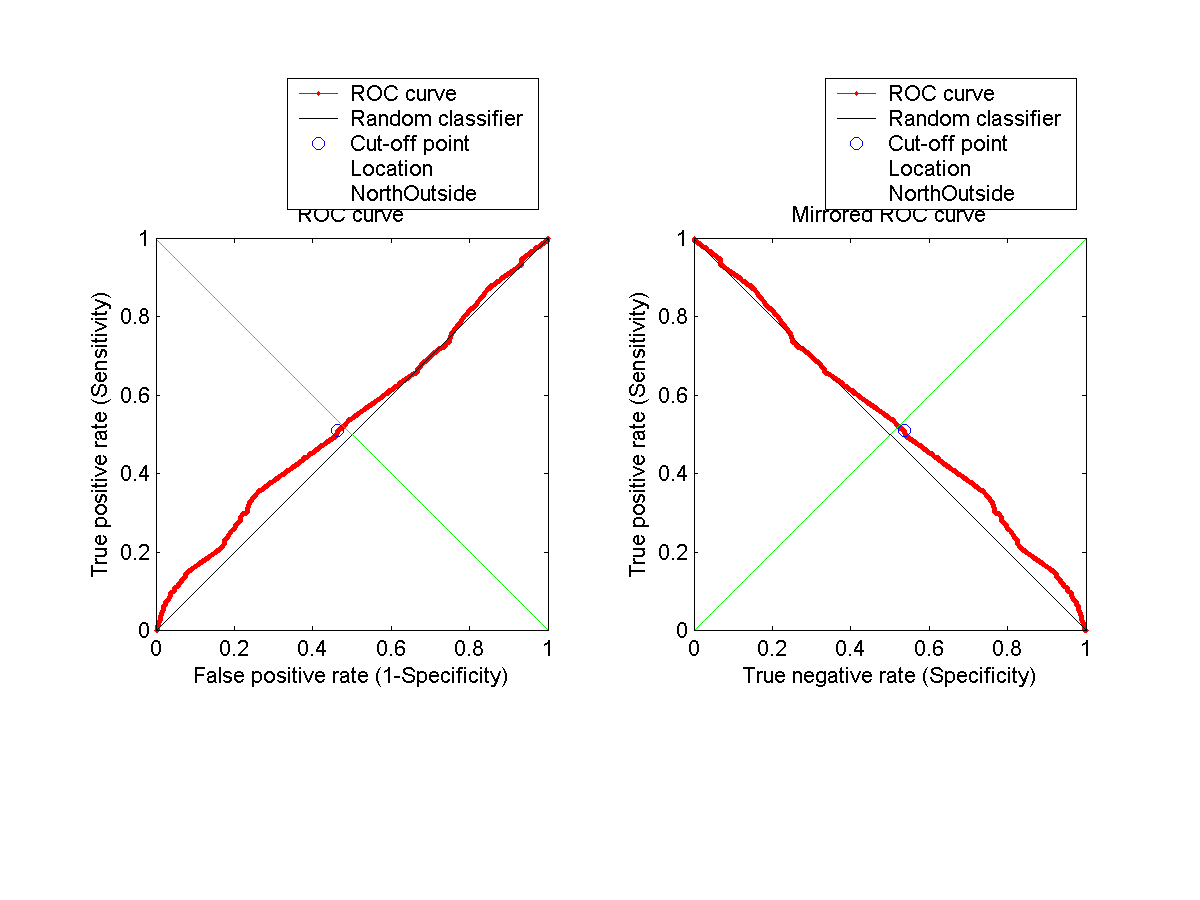 ROC curve
Random classifier
Cut-off point
Location
NorthOutside
ROC curve
1
0.8
0.6
0.4
0.2
0
True positive rate (Sensitivity)
0 0.2 0.4 0.6 0.8 1
False positive rate (1-Specificity)
ROC curve
Random classifier
Cut-off point
Location
NorthOutside
Mirrored ROC curve
1
0.8
0.6
0.4
0.2
0
True positive rate (Sensitivity)
0 0.2 0.4 0.6 0.8 1
True negative rate (Specificity)